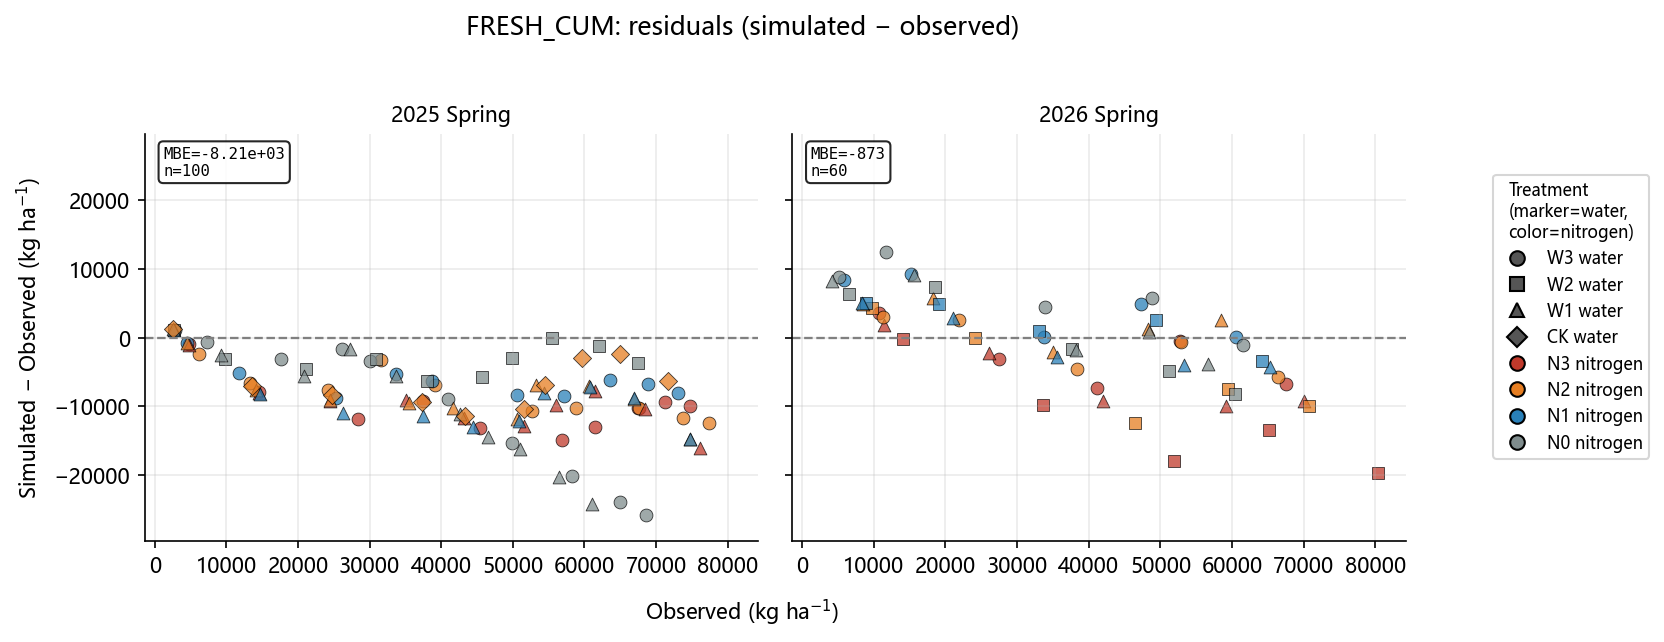 FRESH_CUM: residuals (simulated − observed)
2025 Spring
2026 Spring
MBE=-8.21e+03
n=100
MBE=-873
n=60
Simulated − Observed (kg ha⁻¹)
20000
10000
0
−10000
−20000
0 10000 20000 30000 40000 50000 60000 70000 80000
0 10000 20000 30000 40000 50000 60000 70000 80000
Observed (kg ha⁻¹)
Treatment
(marker=water,
color=nitrogen)
W3 water
W2 water
W1 water
CK water
N3 nitrogen
N2 nitrogen
N1 nitrogen
N0 nitrogen